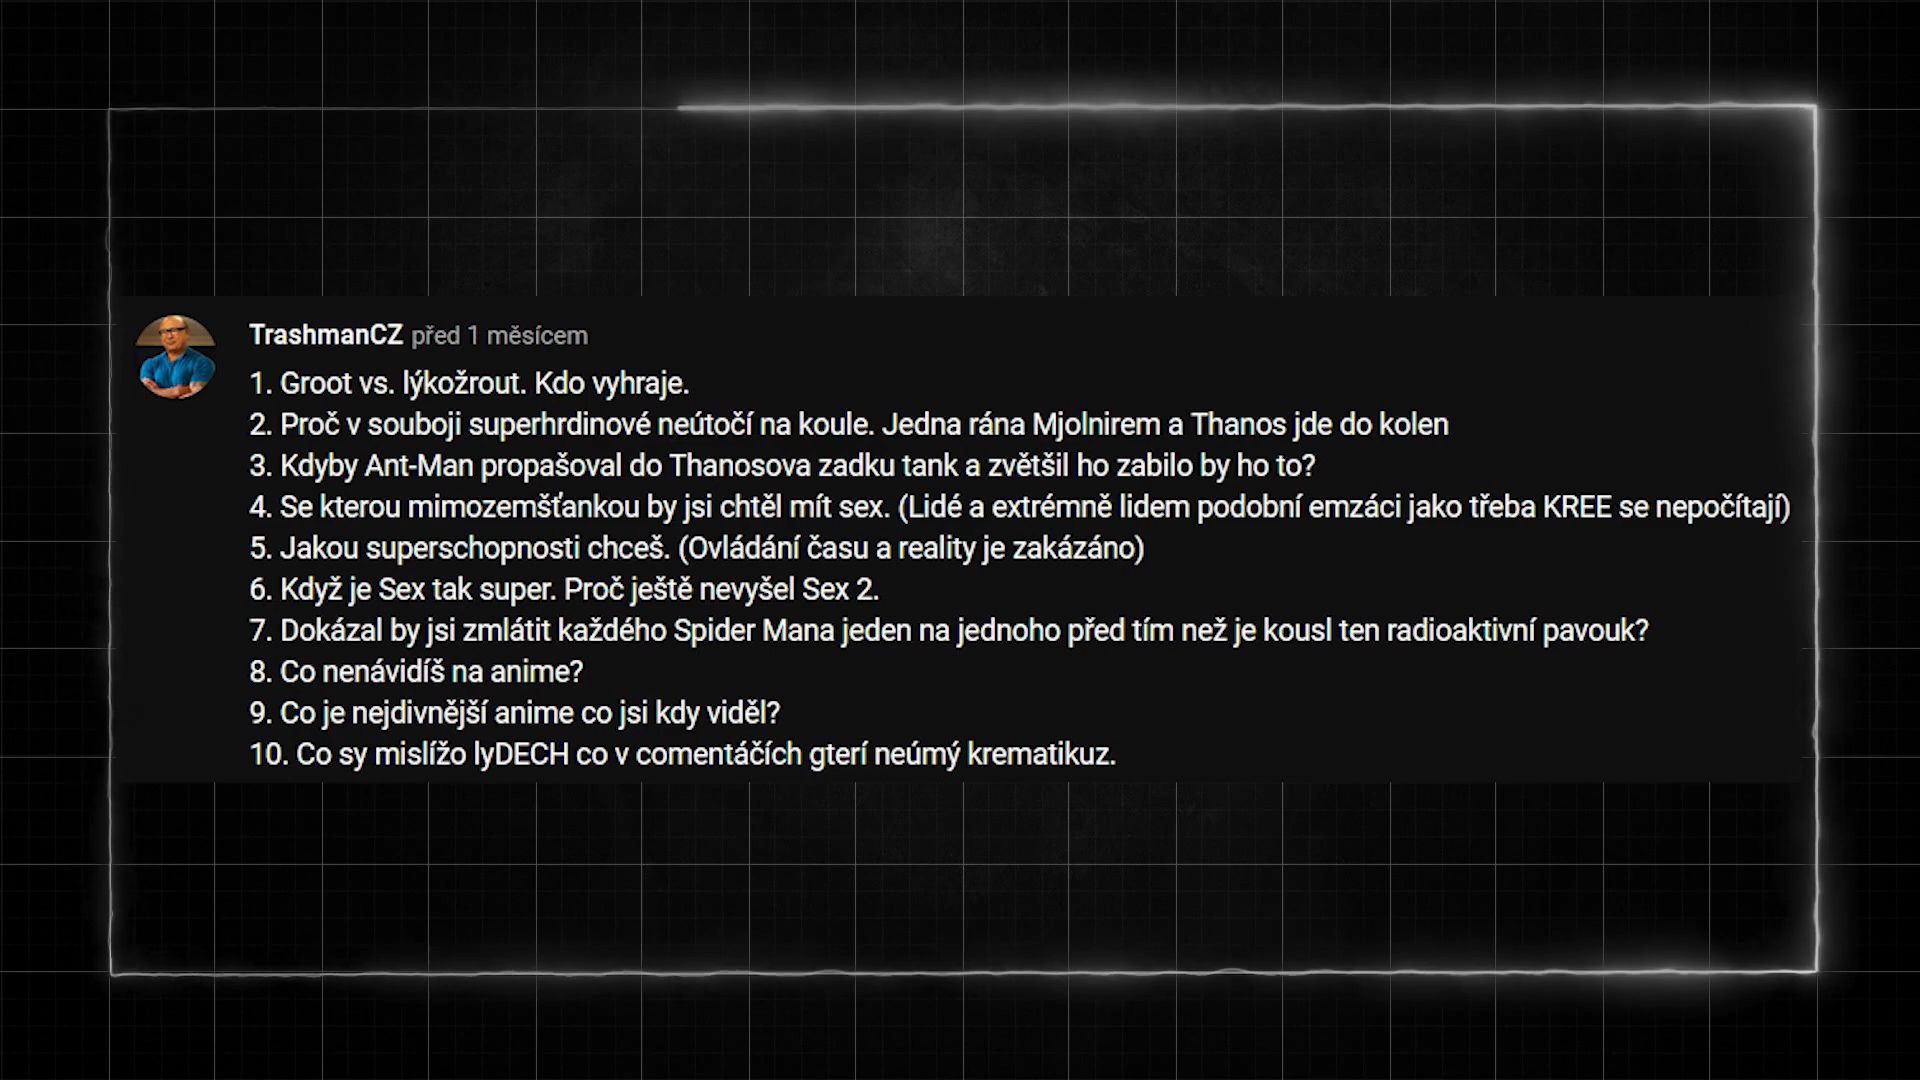 TrashmanCZ před 1 měsícem
1. Groot vs. lýkožrout. Kdo vyhraje.
2. Proč v souboji superhrdinové neútočí na koule. Jedna rána Mjolnirem a Thanos jde do kolen
3. Kdyby Ant-Man propašoval do Thanosova zadku tank a zvětšil ho zabilo by ho to?
4. Se kterou mimozemšťankou by jsi chtěl mít sex. (Lidé a extrémně lidem podobní emzáci jako třeba KREE se nepočítají)
5. Jakou superschopnosti chceš. (Ovládání času a reality je zakázáno)
6. Když je Sex tak super. Proč ještě nevyšel Sex 2.
7. Dokázal by jsi zmlátit každého Spider Mana jeden na jednoho před tím než je kousl ten radioaktivní pavouk?
8. Co nenávidíš na anime?
9. Co je nejdivnější anime co jsi kdy viděl?
10. Co sy mislížo lyDECH co v comentáčích gterí neúmý krematikuz.